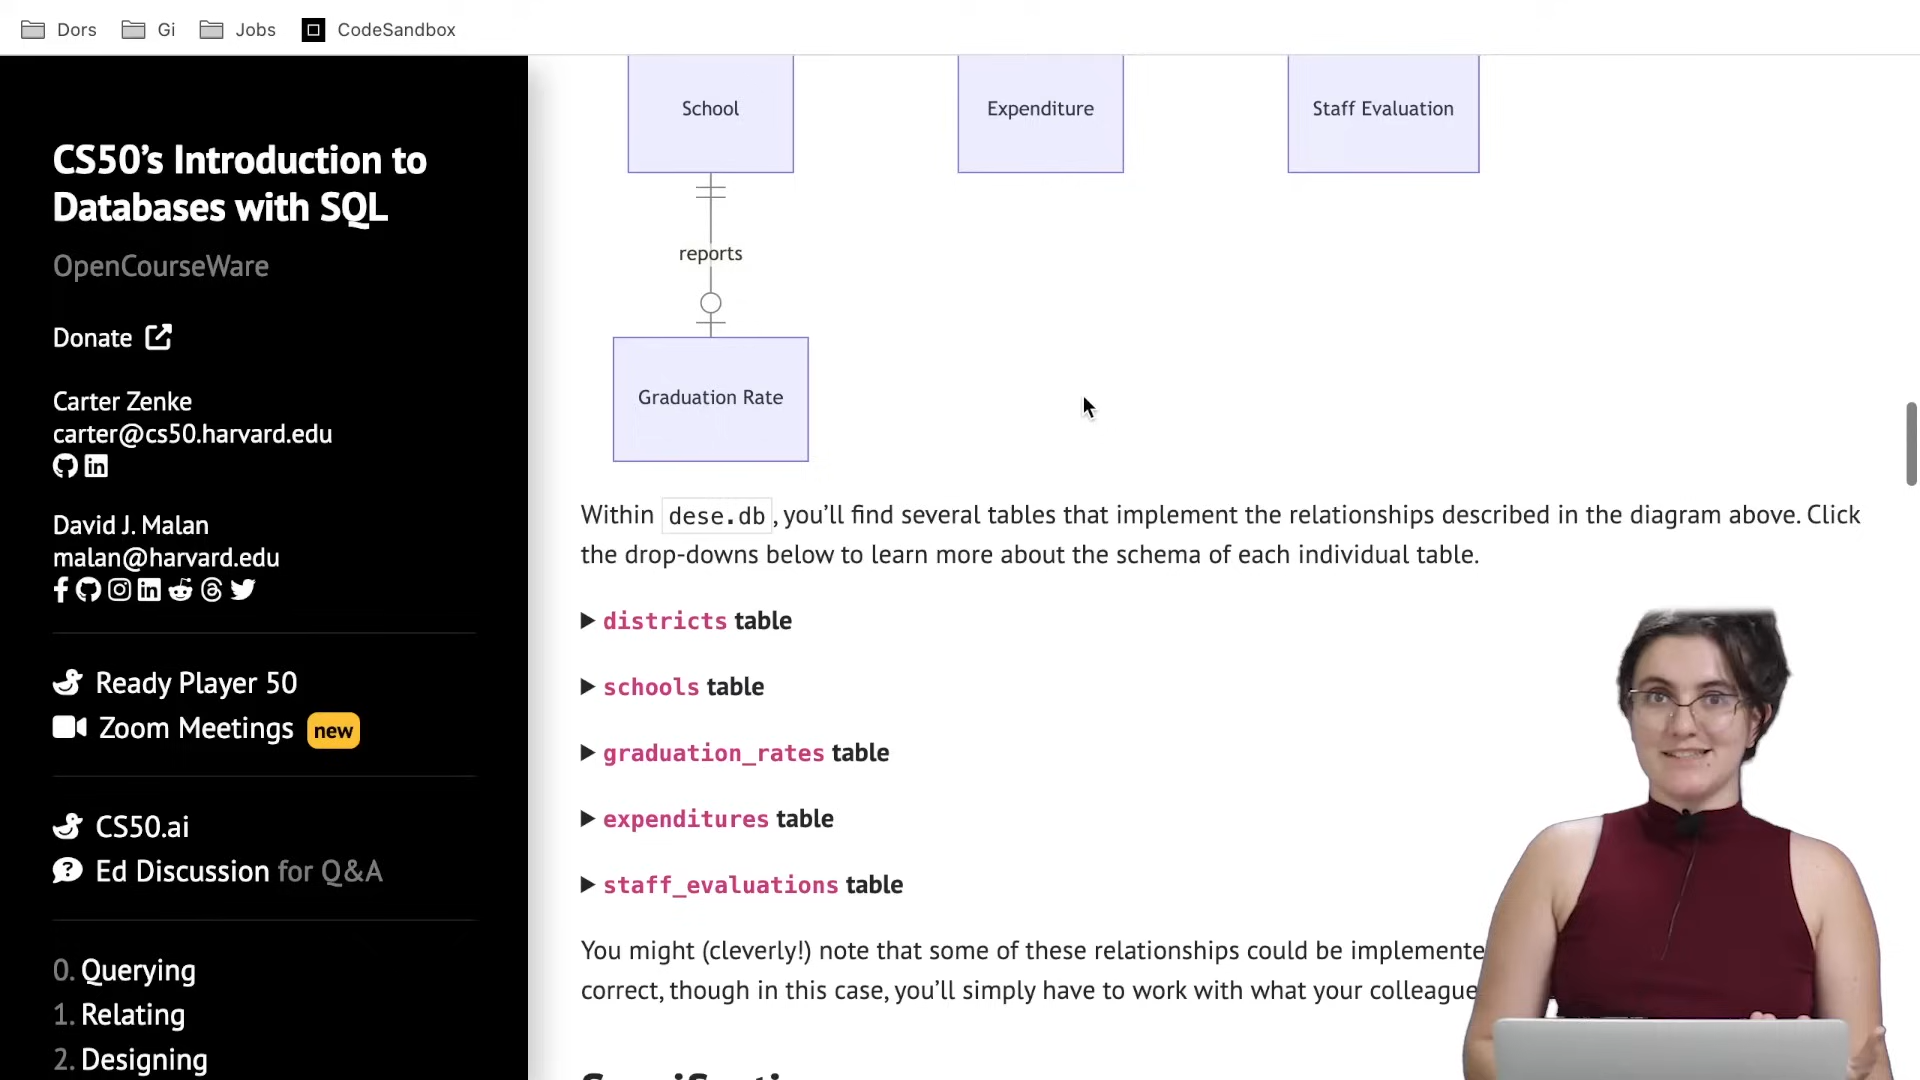 Dors
Gi
Jobs
CodeSandbox
CS50’s Introduction to
Databases with SQL
OpenCourseWare
Donate
Carter Zenke
carter@cs50.harvard.edu
David J. Malan
malan@harvard.edu
Ready Player 50
Zoom Meetings new
CS50.ai
Ed Discussion for Q&A
0. Querying
1. Relating
2. Designing
School
Expenditure
Staff Evaluation
reports
Graduation Rate
Within dese.db, you’ll find several tables that implement the relationships described in the diagram above. Click
the drop-downs below to learn more about the schema of each individual table.
districts table
schools table
graduation_rates table
expenditures table
staff_evaluations table
You might (cleverly!) note that some of these relationships could be implemente
correct, though in this case, you’ll simply have to work with what your colleague